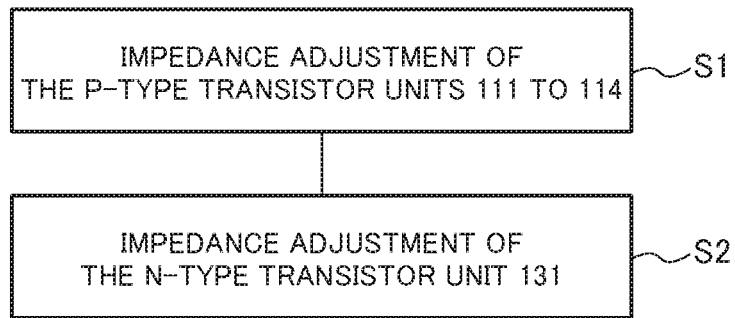 IMPEDANCE ADJUSTMENT OF
THE P-TYPE TRANSISTOR UNITS 111 TO 114
S1
IMPEDANCE ADJUSTMENT OF
THE N-TYPE TRANSISTOR UNIT 131
S2